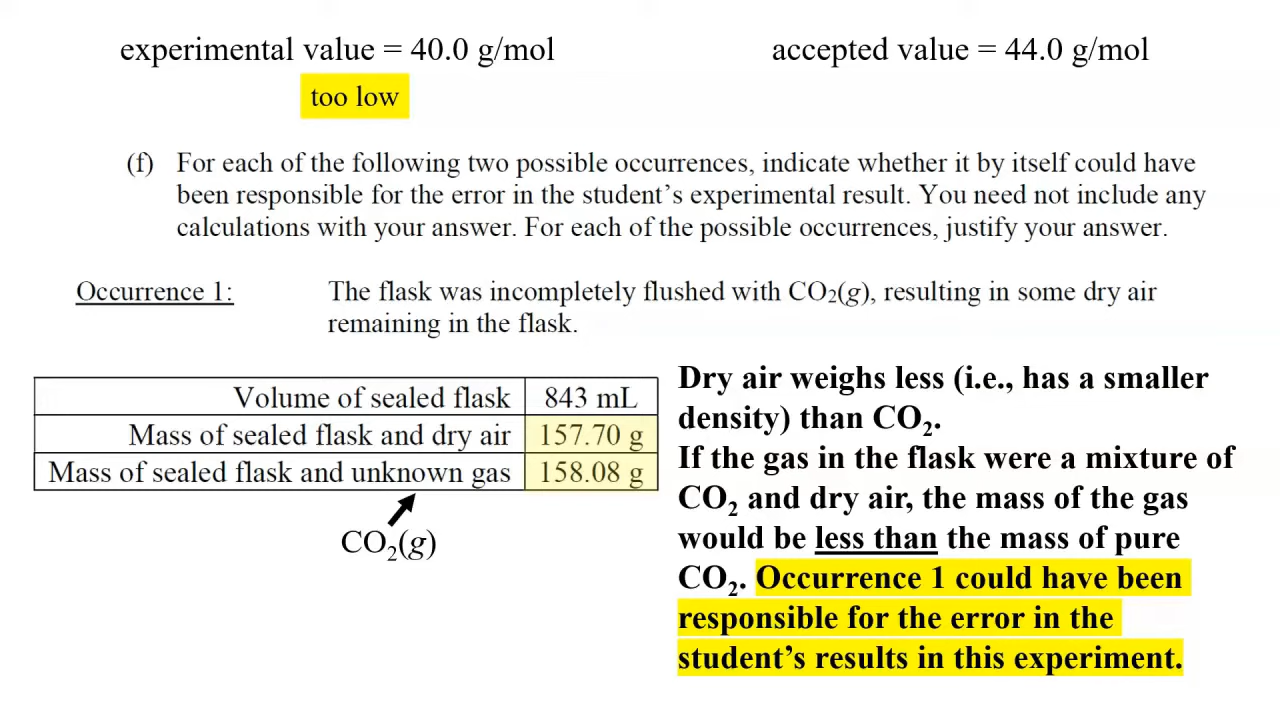 experimental value = 40.0 g/mol
accepted value = 44.0 g/mol
too low
(f) For each of the following two possible occurrences, indicate whether it by itself could have
been responsible for the error in the student’s experimental result. You need not include any
calculations with your answer. For each of the possible occurrences, justify your answer.
Occurrence 1:
The flask was incompletely flushed with CO₂(g), resulting in some dry air
remaining in the flask.
Volume of sealed flask 843 mL
Mass of sealed flask and dry air 157.70 g
Mass of sealed flask and unknown gas 158.08 g
CO₂(g)
Dry air weighs less (i.e., has a smaller
density) than CO₂.
If the gas in the flask were a mixture of
CO₂ and dry air, the mass of the gas
would be less than the mass of pure
CO₂. Occurrence 1 could have been
responsible for the error in the
student’s results in this experiment.